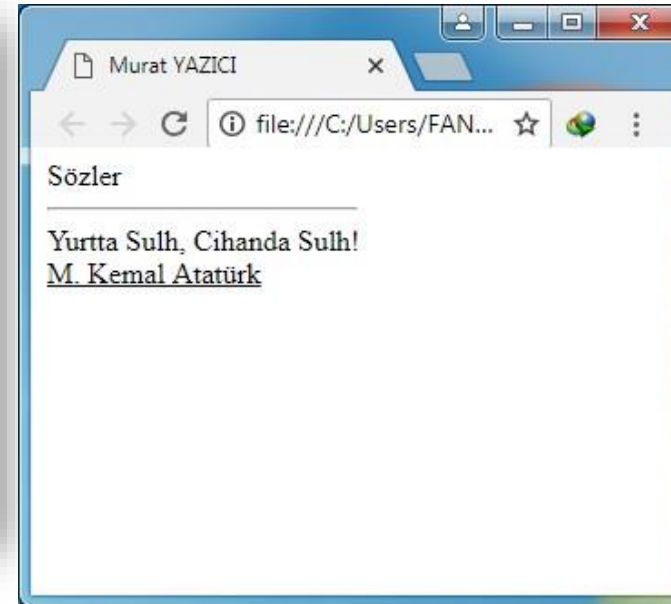 Murat YAZICI
file:///C:/Users/FAN...
Sözler
Yurtta Sulh, Cihanda Sulh!
M. Kemal Atatürk